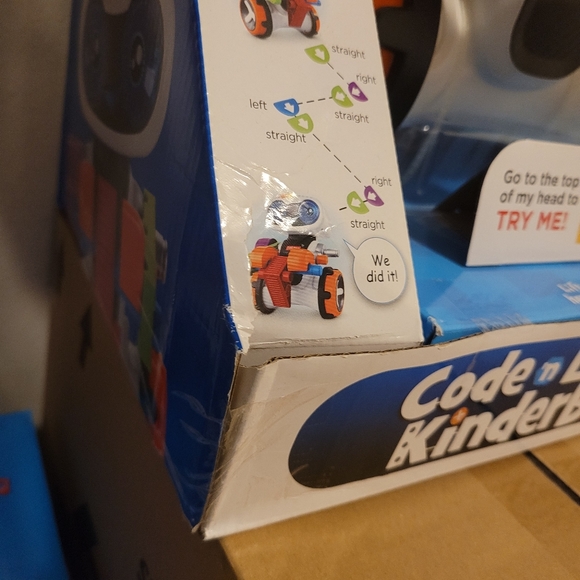 straight
right
left
straight
straight
right
straight
We
did it!
Go to the top
of my head to
TRY ME!
Code 'n